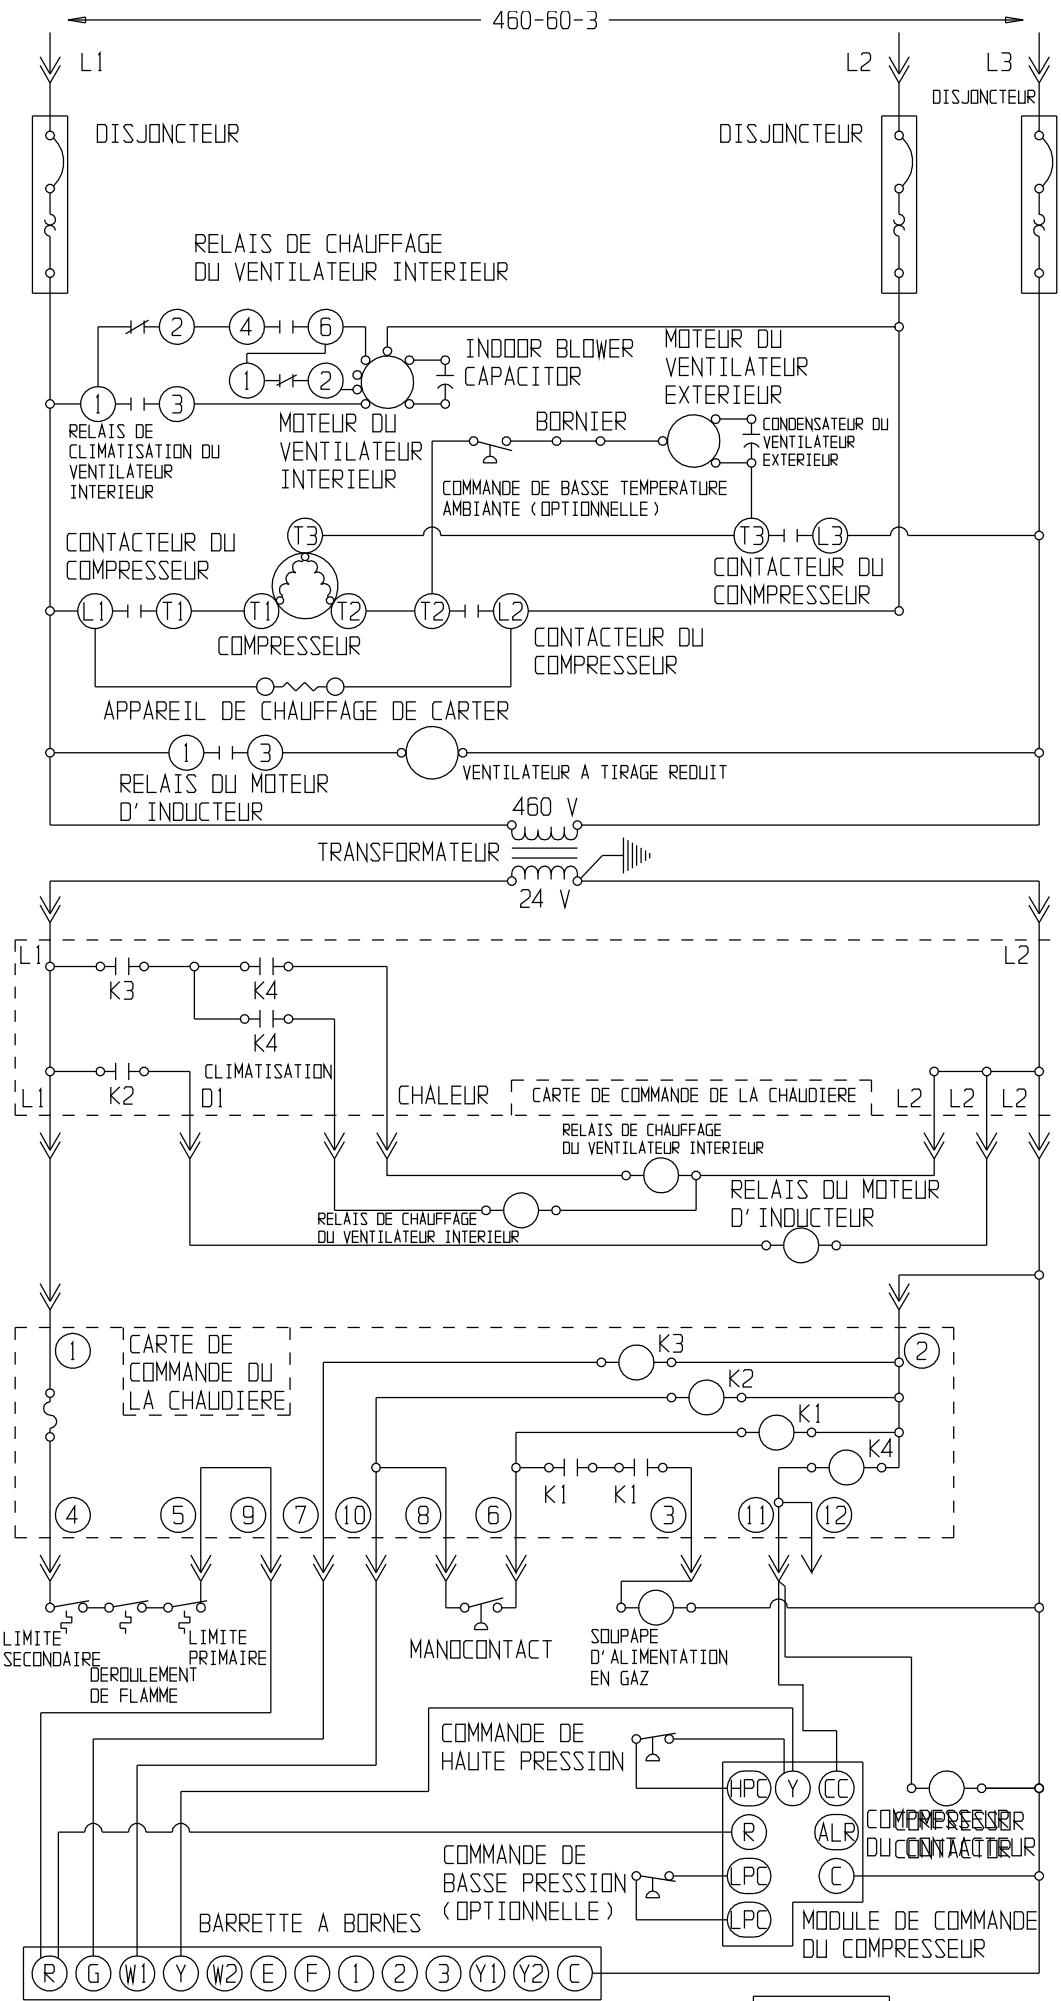 460-60-3
L1
L2
L3
DISJONCTEUR
DISJONCTEUR
DISJONCTEUR
RELAIS DE CHAUFFAGE
DU VENTILATEUR INTERIEUR
2
4
6
1
2
1
3
INDOOR BLOWER
CAPACITOR
MOTEUR DU
VENTILATEUR
EXTERIEUR
MOTEUR DU
VENTILATEUR
INTERIEUR
BORNIER
CONDENSATEUR DU
VENTILATEUR
EXTERIEUR
RELAIS DE
CLIMATISATION DU
VENTILATEUR
INTERIEUR
COMMANDE DE BASSE TEMPERATURE
AMBIANTE (OPTIONNELLE)
CONTACTEUR DU
COMPRESSEUR
T3
T3
L3
CONTACTEUR DU
CONMPRESSEUR
L1
T1
T1
T2
T2
L2
COMPRESSEUR
CONTACTEUR DU
COMPRESSEUR
APPAREIL DE CHAUFFAGE DE CARTER
1
3
RELAIS DU MOTEUR
D'INDUCTEUR
VENTILATEUR A TIRAGE REDUIT
460 V
TRANSFORMATEUR
24 V
L1
L2
K3
K4
K4
CLIMATISATION
K2
L1
D1
CHALEUR
CARTE DE COMMANDE DE LA CHAUDIERE
L2
L2
L2
RELAIS DE CHAUFFAGE
DU VENTILATEUR INTERIEUR
RELAIS DU MOTEUR
D'INDUCTEUR
RELAIS DE CHAUFFAGE
DU VENTILATEUR INTERIEUR
1
CARTE DE
COMMANDE DU
LA CHAUDIERE
K3
2
K2
K1
K4
K1
K1
4
5
9
7
10
8
6
3
11
12
LIMITE
SECONDAIRE
DEROULEMENT
DE FLAMME
LIMITE
PRIMAIRE
MANOCONTACT
SOUPAPE
D'ALIMENTATION
EN GAZ
COMMANDE DE
HAUTE PRESSION
HPC
Y
CC
R
ALR
LPC
C
LPC
COMPRESSEUR
DU CONTACTEUR
COMPRESSOR
CONTACTOR
COMMANDE DE
BASSE PRESSION
(OPTIONNELLE)
MODULE DE COMMANDE
DU COMPRESSEUR
BARRETTE A BORNES
R
G
W1
Y
W2
E
F
1
2
3
Y1
Y2
C